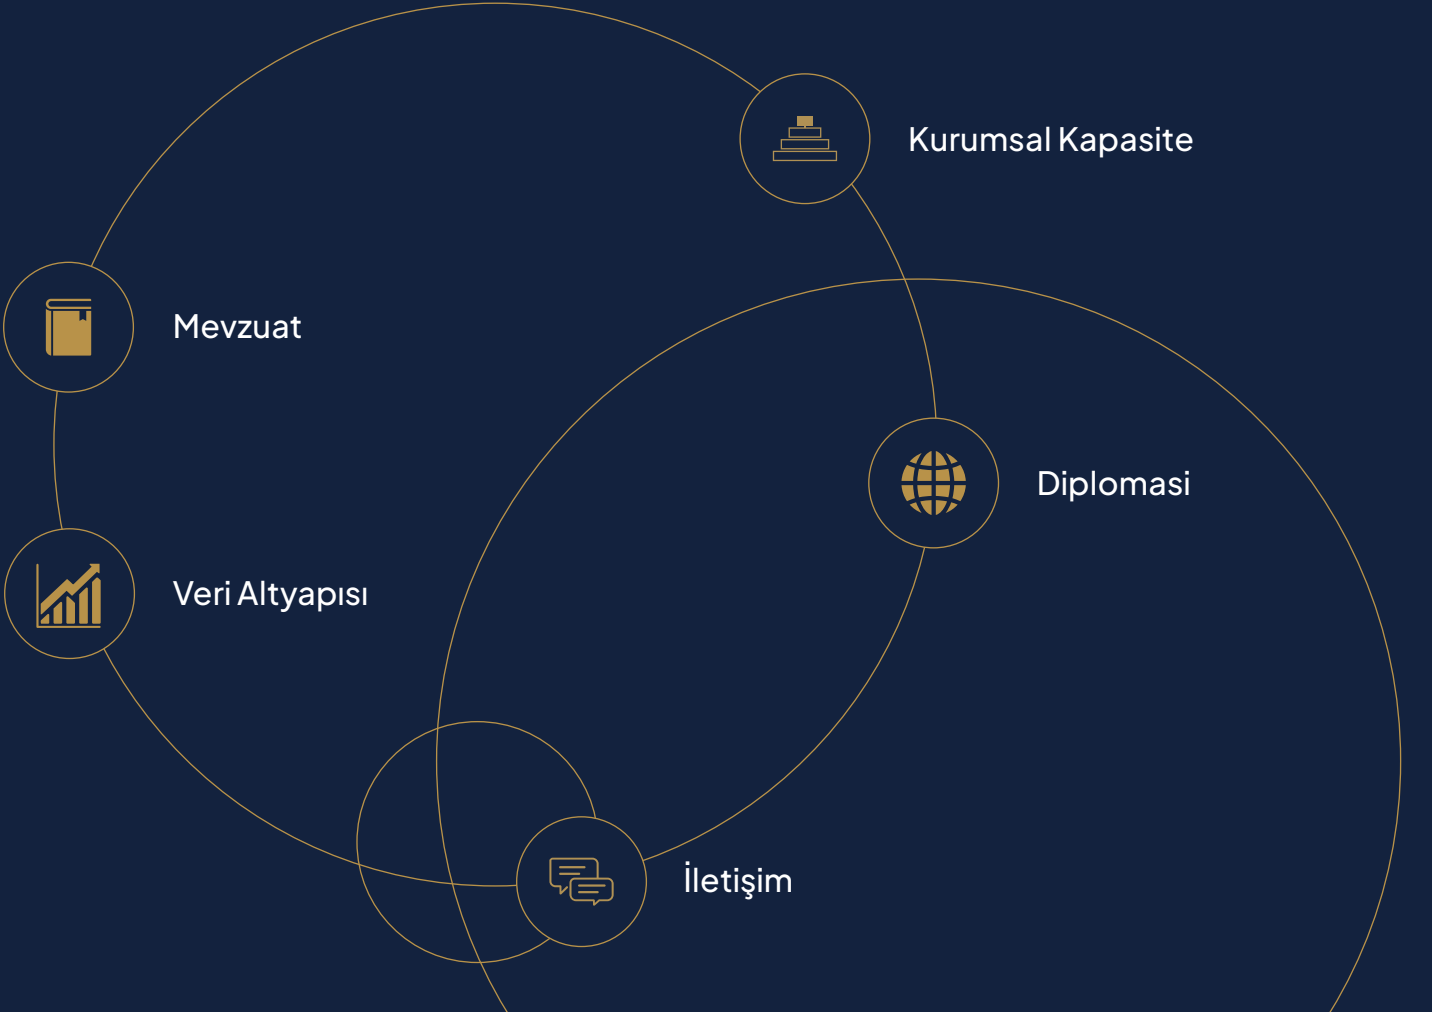 Kurumsal Kapasite
Mevzuat
Diplomasi
Veri Altyapısı
İletişim